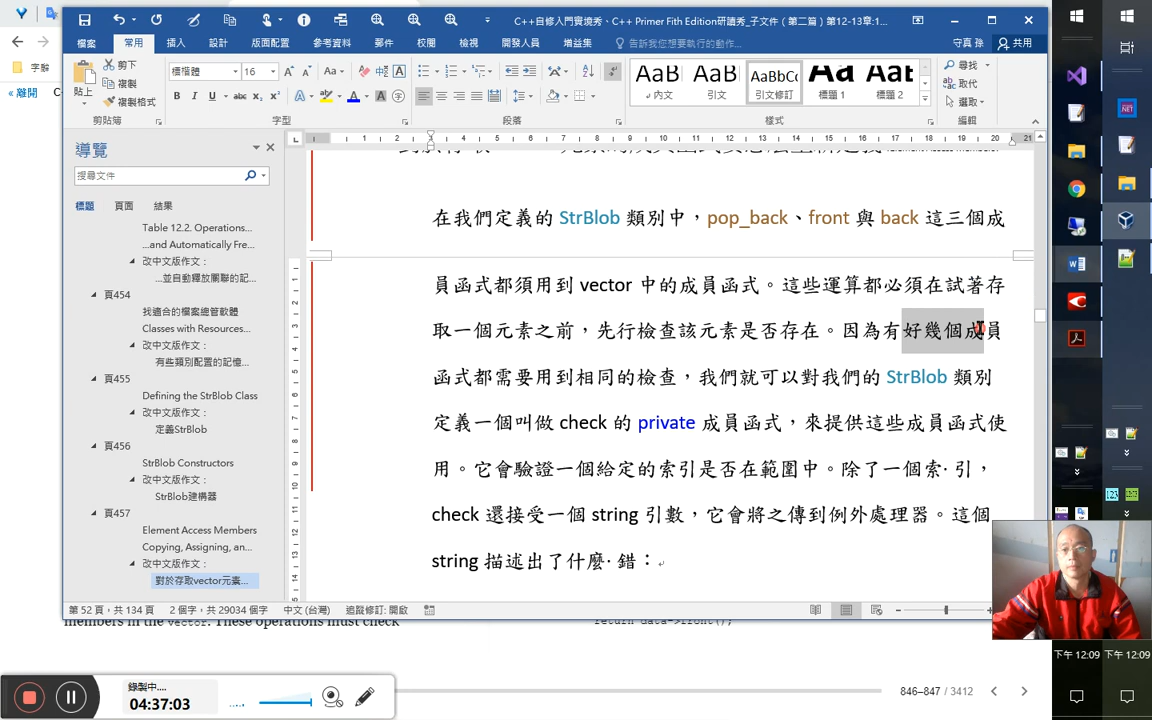 C++自修入門實境秀、C++ Primer Fith Edition研讀秀_子文件（第二篇）第12-13章:1...
檔案 常用 插入 設計 版面配置 參考資料 郵件 校閱 檢視 開發人員 增益集 告訴我您想要執行的動作... 守真 孫 共用
字齡
« 離開
貼上
剪下
複製
複製格式
剪貼簿
標楷體 16
B I U abc x₂ x²
字型
段落
AaB AaB AaBbCc AaB AaB
內文 引文 引文修訂 標題 1 標題 2
樣式
尋找
取代
選取
編輯
導覽
搜尋文件
標題 頁面 結果
Table 12.2. Operations...
...and Automatically Fre...
改中文版作文：
...並自動釋放關聯的記...
頁454
找適合的檔案總管軟體
Classes with Resources...
改中文版作文：
有些類別配置的記憶...
頁455
Defining the StrBlob Class
改中文版作文：
定義StrBlob
頁456
StrBlob Constructors
改中文版作文：
StrBlob建構器
頁457
Element Access Members
Copying, Assigning, an...
改中文版作文：
對於存取vector元素...
在我們定義的 StrBlob 類別中，pop_back、front 與 back 這三個成
員函式都須用到 vector 中的成員函式。這些運算都必須在試著存
取一個元素之前，先行檢查該元素是否存在。因為有好幾個成員
函式都需要用到相同的檢查，我們就可以對我們的 StrBlob 類別
定義一個叫做 check 的 private 成員函式，來提供這些成員函式使
用。它會驗證一個給定的索引是否在範圍中。除了一個索·引，
check 還接受一個 string 引數，它會將之傳到例外處理器。這個
string 描述出了什麼·錯：
第 52 頁，共 134 頁 2 個字，共 29034 個字 中文 (台灣) 追蹤修訂: 開啟
members in the vector. These operations must check
return data->front();
錄製中....
04:37:03
846–847 / 3412
下午 12:09 下午 12:09